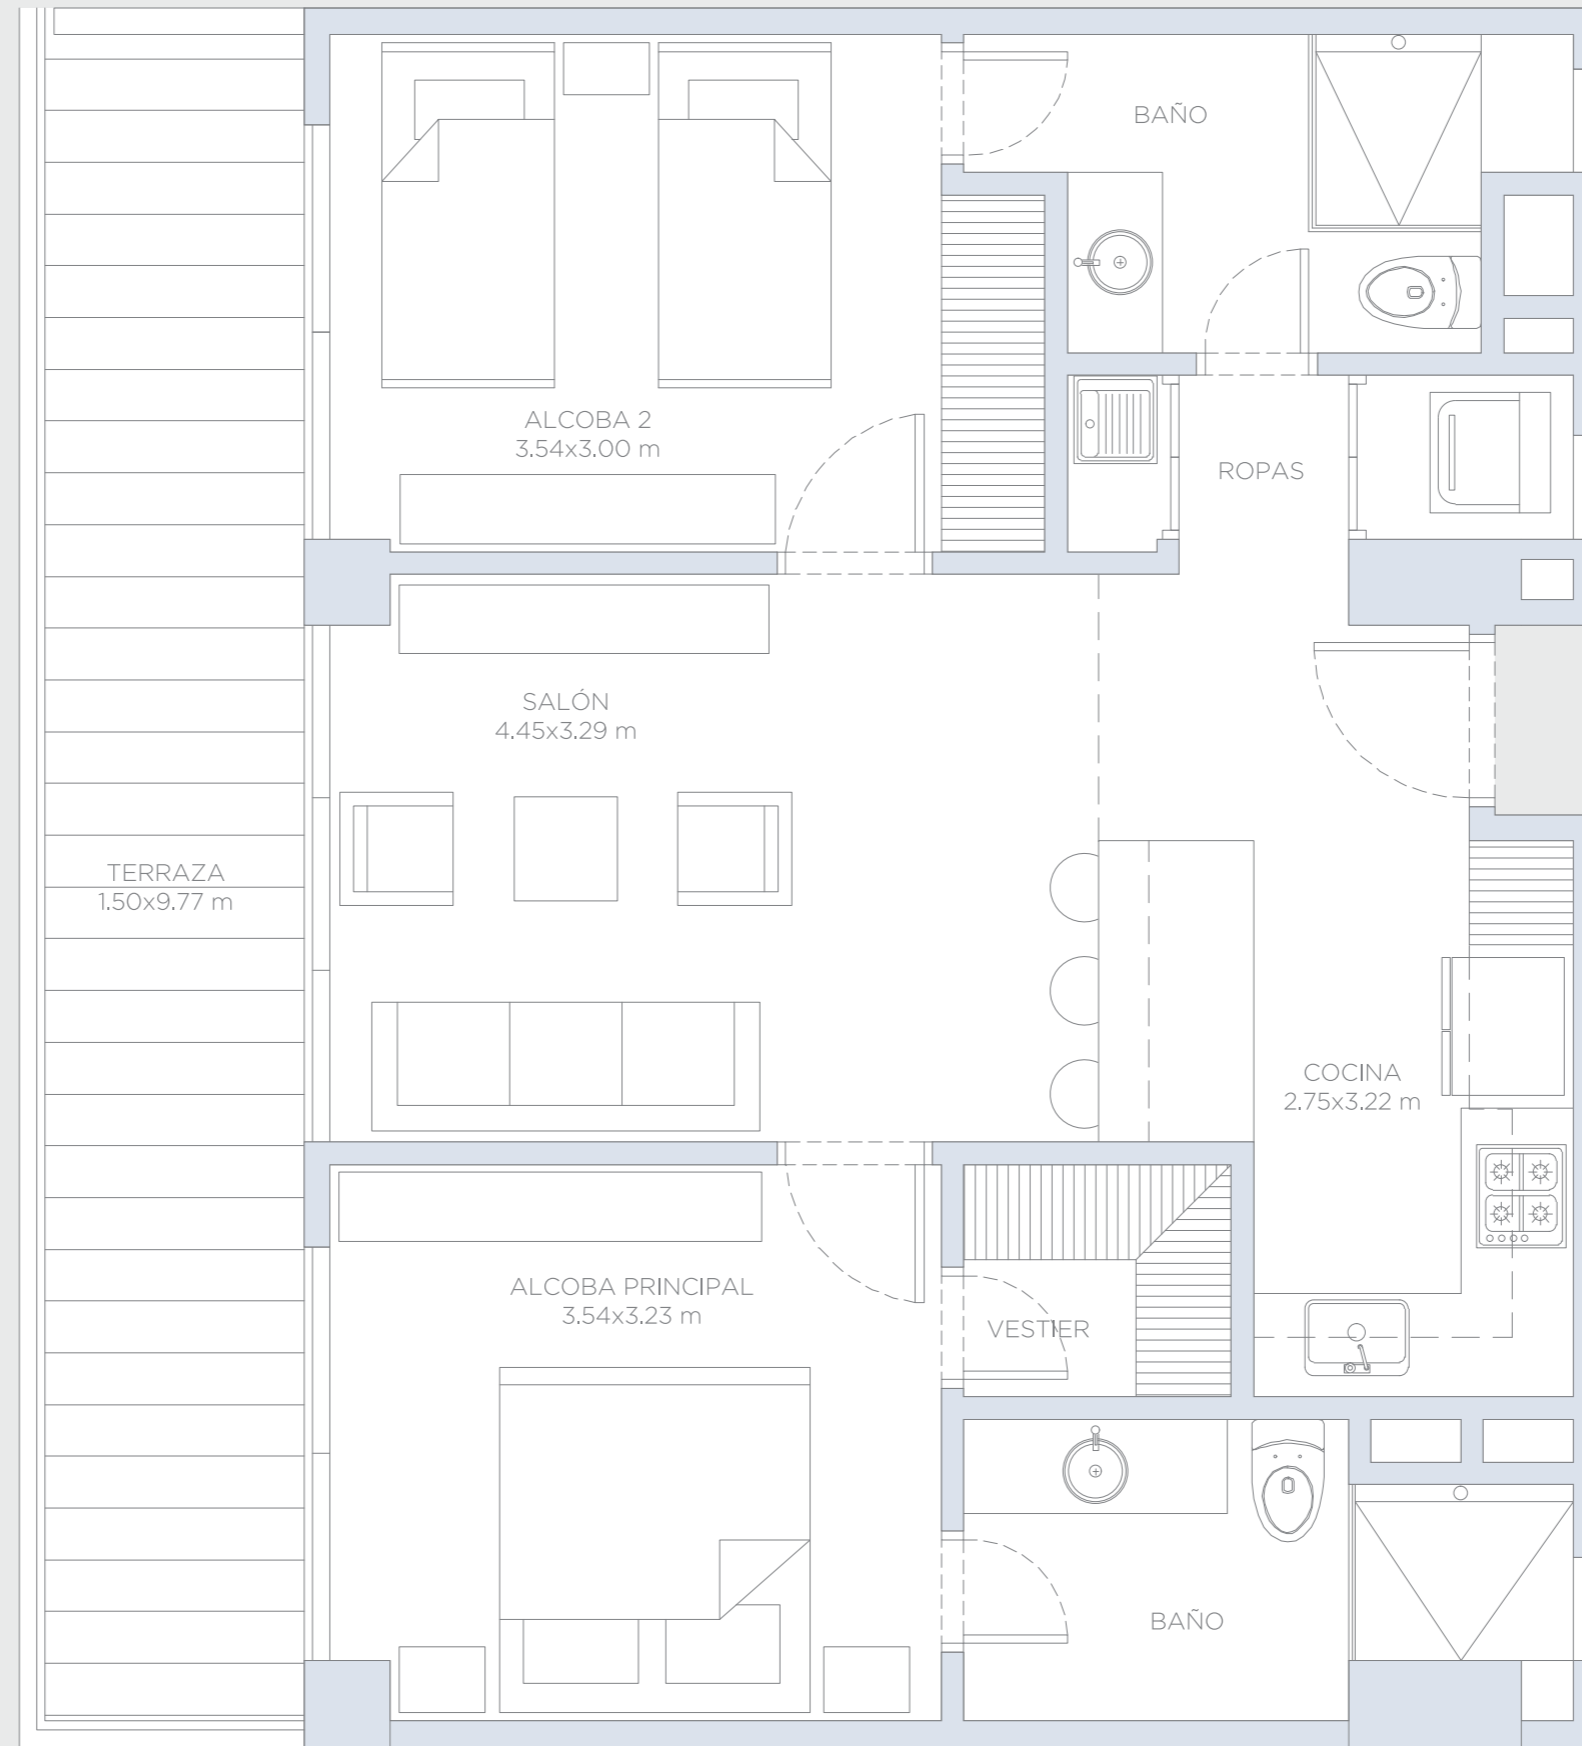 BAÑO
ALCOBA 2
3.54x3.00 m
ROPAS
SALÓN
4.45x3.29 m
TERRAZA
1.50x9.77 m
COCINA
2.75x3.22 m
ALCOBA PRINCIPAL
3.54x3.23 m
VESTIER
BAÑO